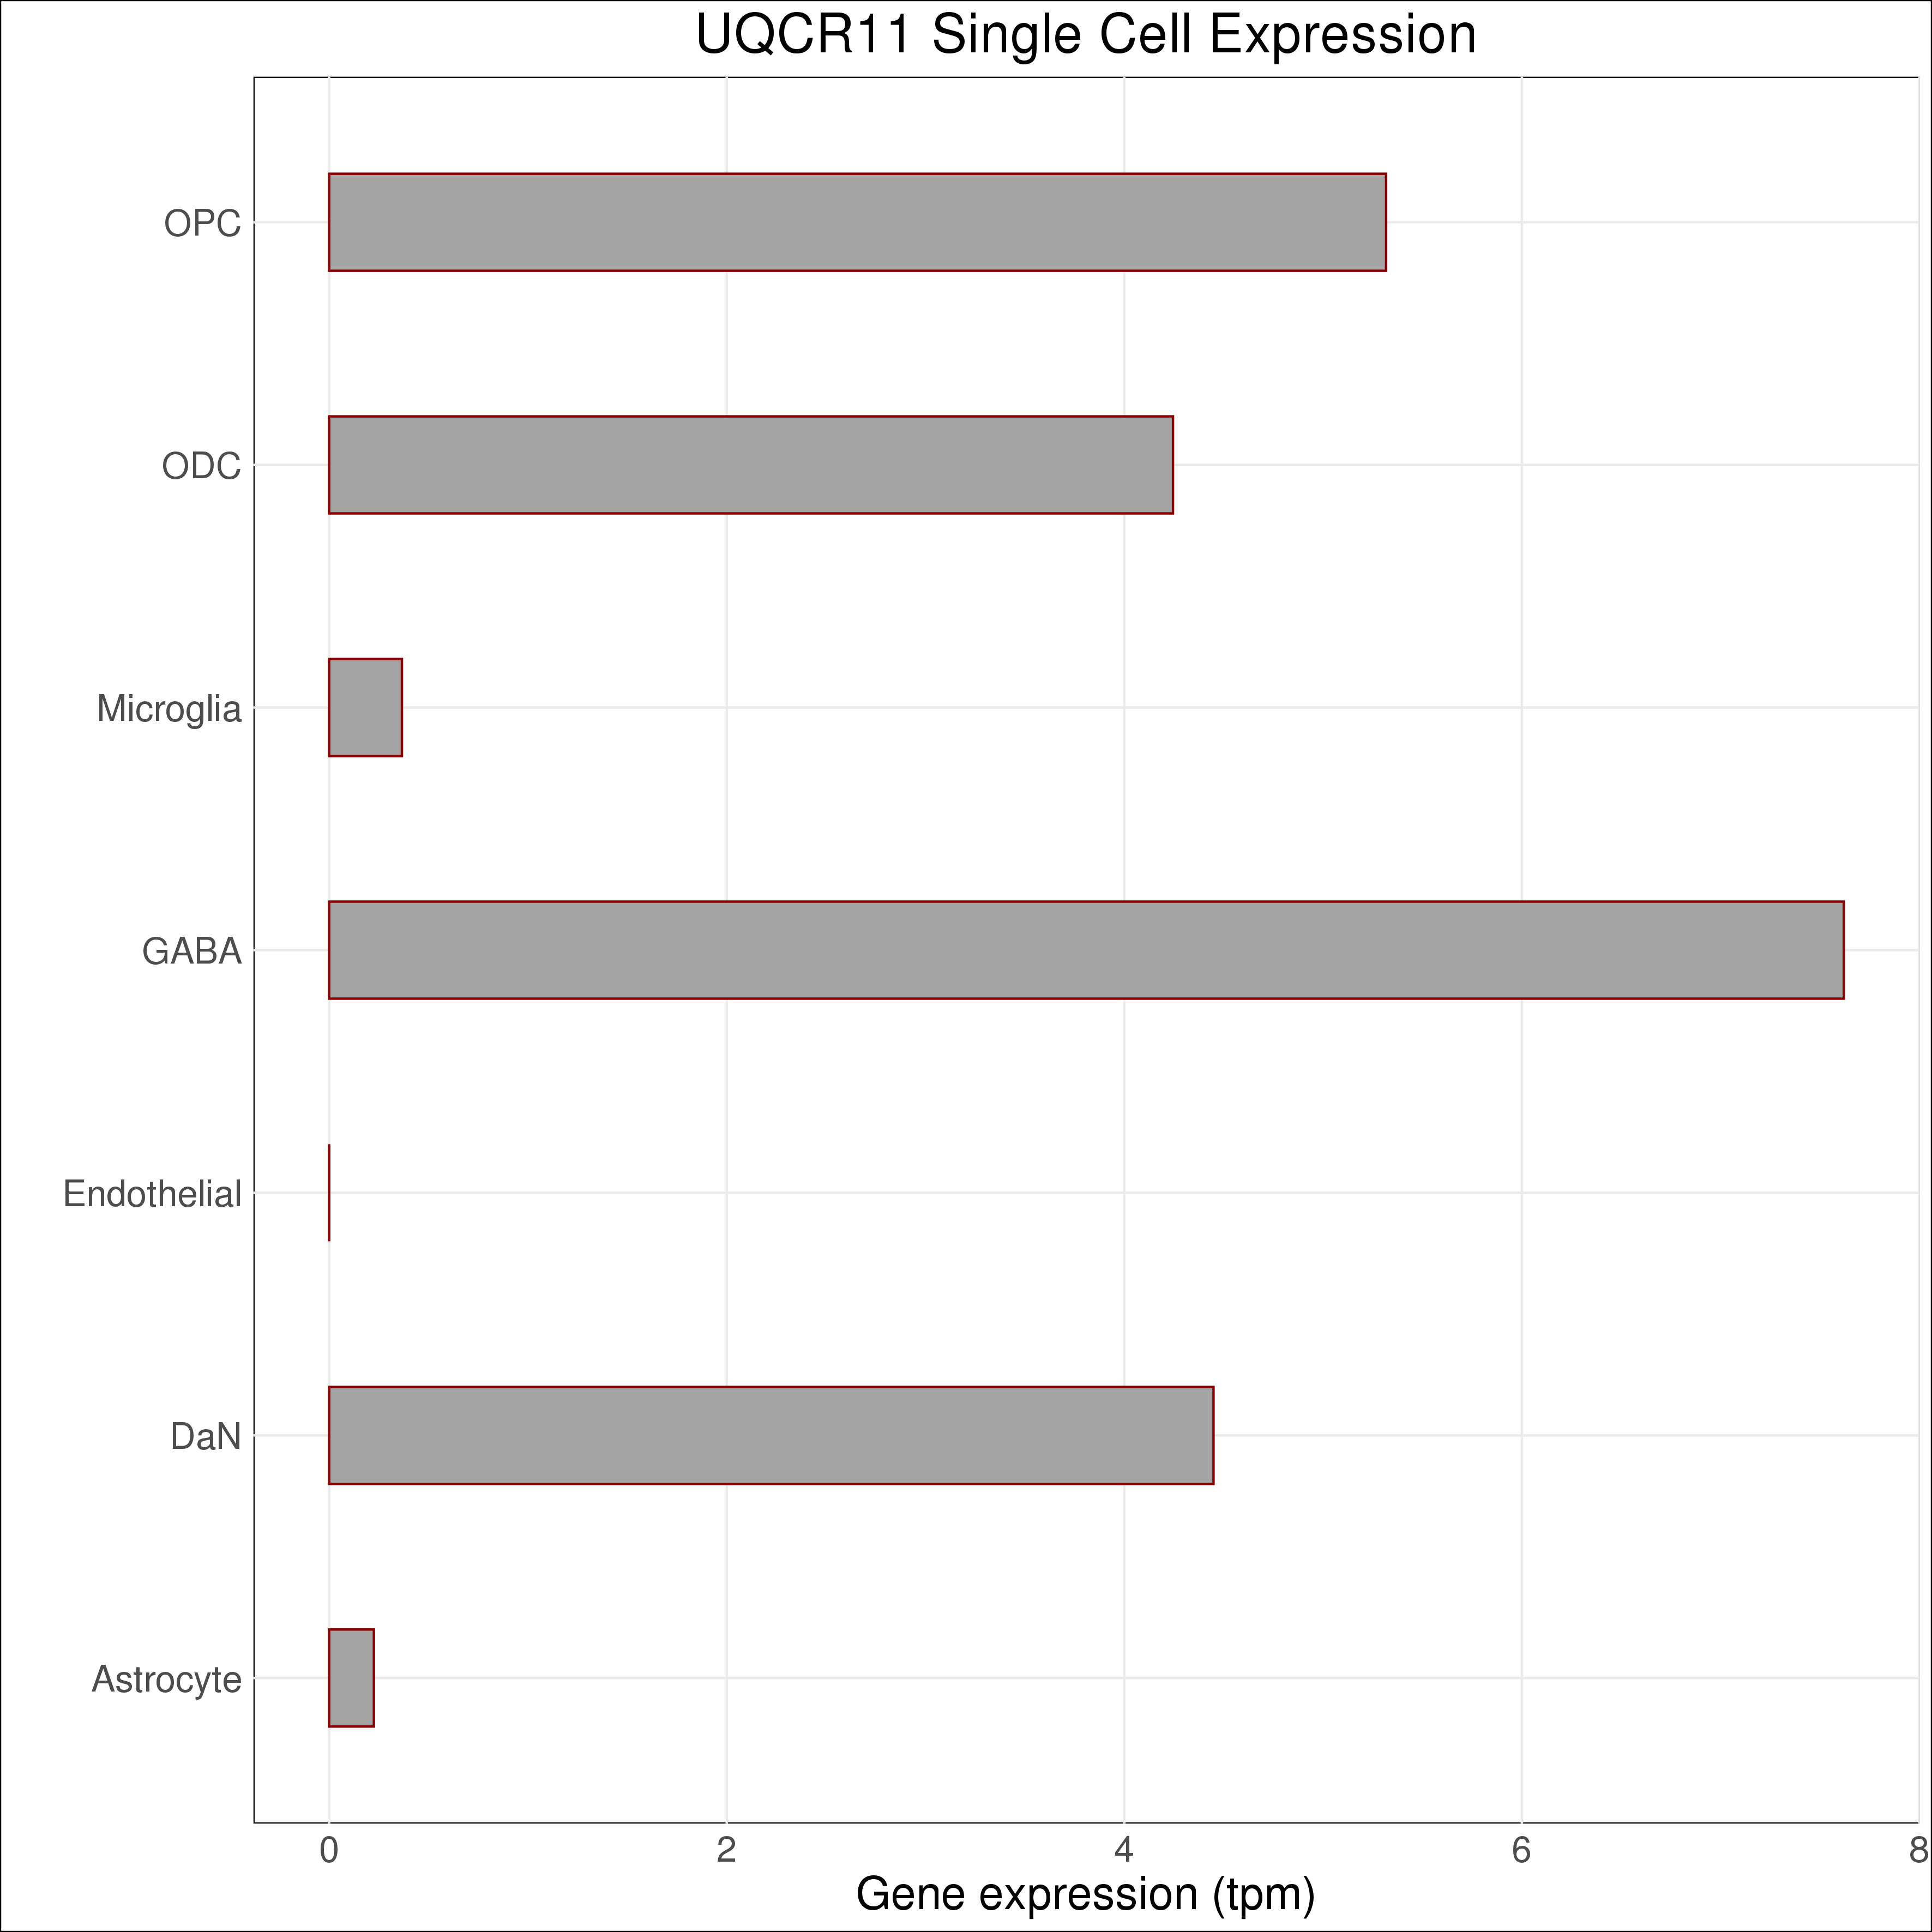 UQCR11 Single Cell Expression
OPC
ODC
Microglia
GABA
Endothelial
DaN
Astrocyte
0 2 4 6 8
Gene expression (tpm)